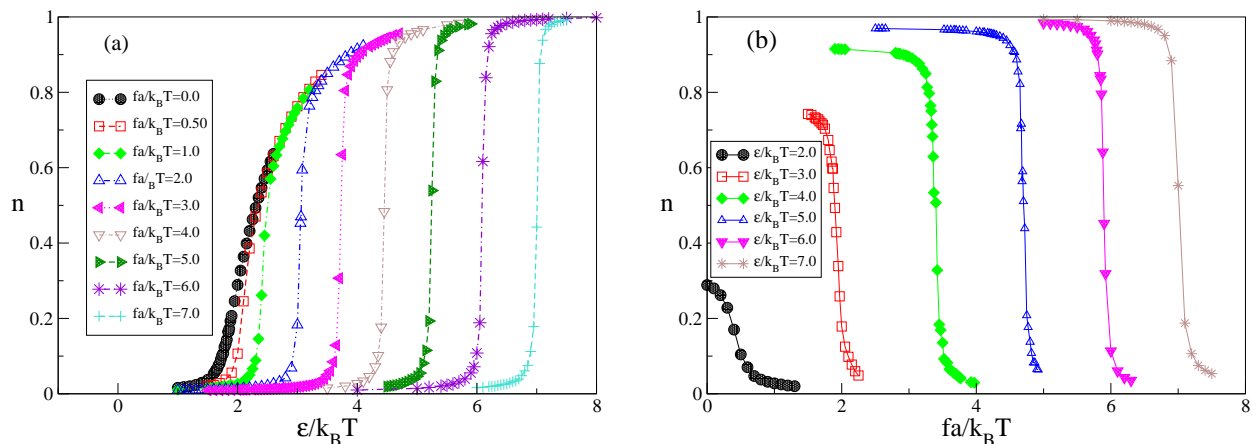 (a)
fa/k_BT=0.0
fa/k_BT=0.50
fa/k_BT=1.0
fa/_BT=2.0
fa/k_BT=3.0
fa/k_BT=4.0
fa/k_BT=5.0
fa/k_BT=6.0
fa/k_BT=7.0
1
0.8
0.6
0.4
0.2
0
n
0 2 4 6 8
ε/k_BT
(b)
ε/k_BT=2.0
ε/k_BT=3.0
ε/k_BT=4.0
ε/k_BT=5.0
ε/k_BT=6.0
ε/k_BT=7.0
1
0.8
0.6
0.4
0.2
0
n
0 2 4 6 8
fa/k_BT